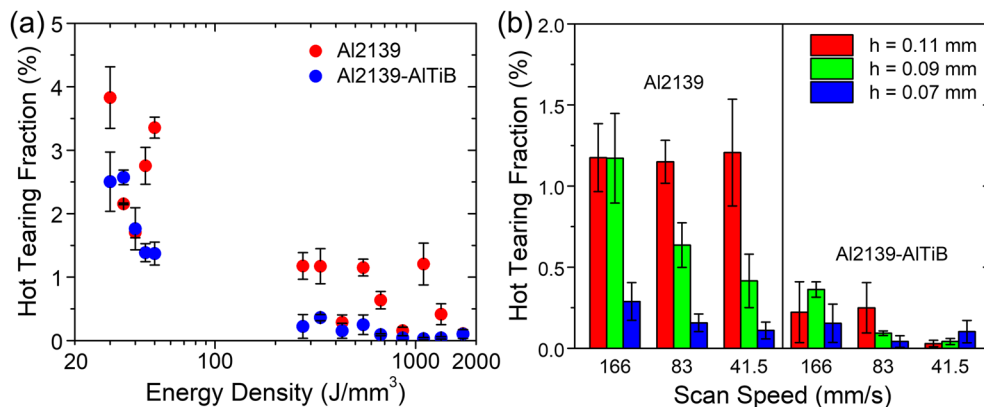 (a)
Hot Tearing Fraction (%)
5
4
3
2
1
0
Al2139
Al2139-AlTiB
20 100 1000 2000
Energy Density (J/mm³)
(b)
Hot Tearing Fraction (%)
2.0
1.5
1.0
0.5
0.0
Al2139
h = 0.11 mm
h = 0.09 mm
h = 0.07 mm
Al2139-AlTiB
166 83 41.5 166 83 41.5
Scan Speed (mm/s)